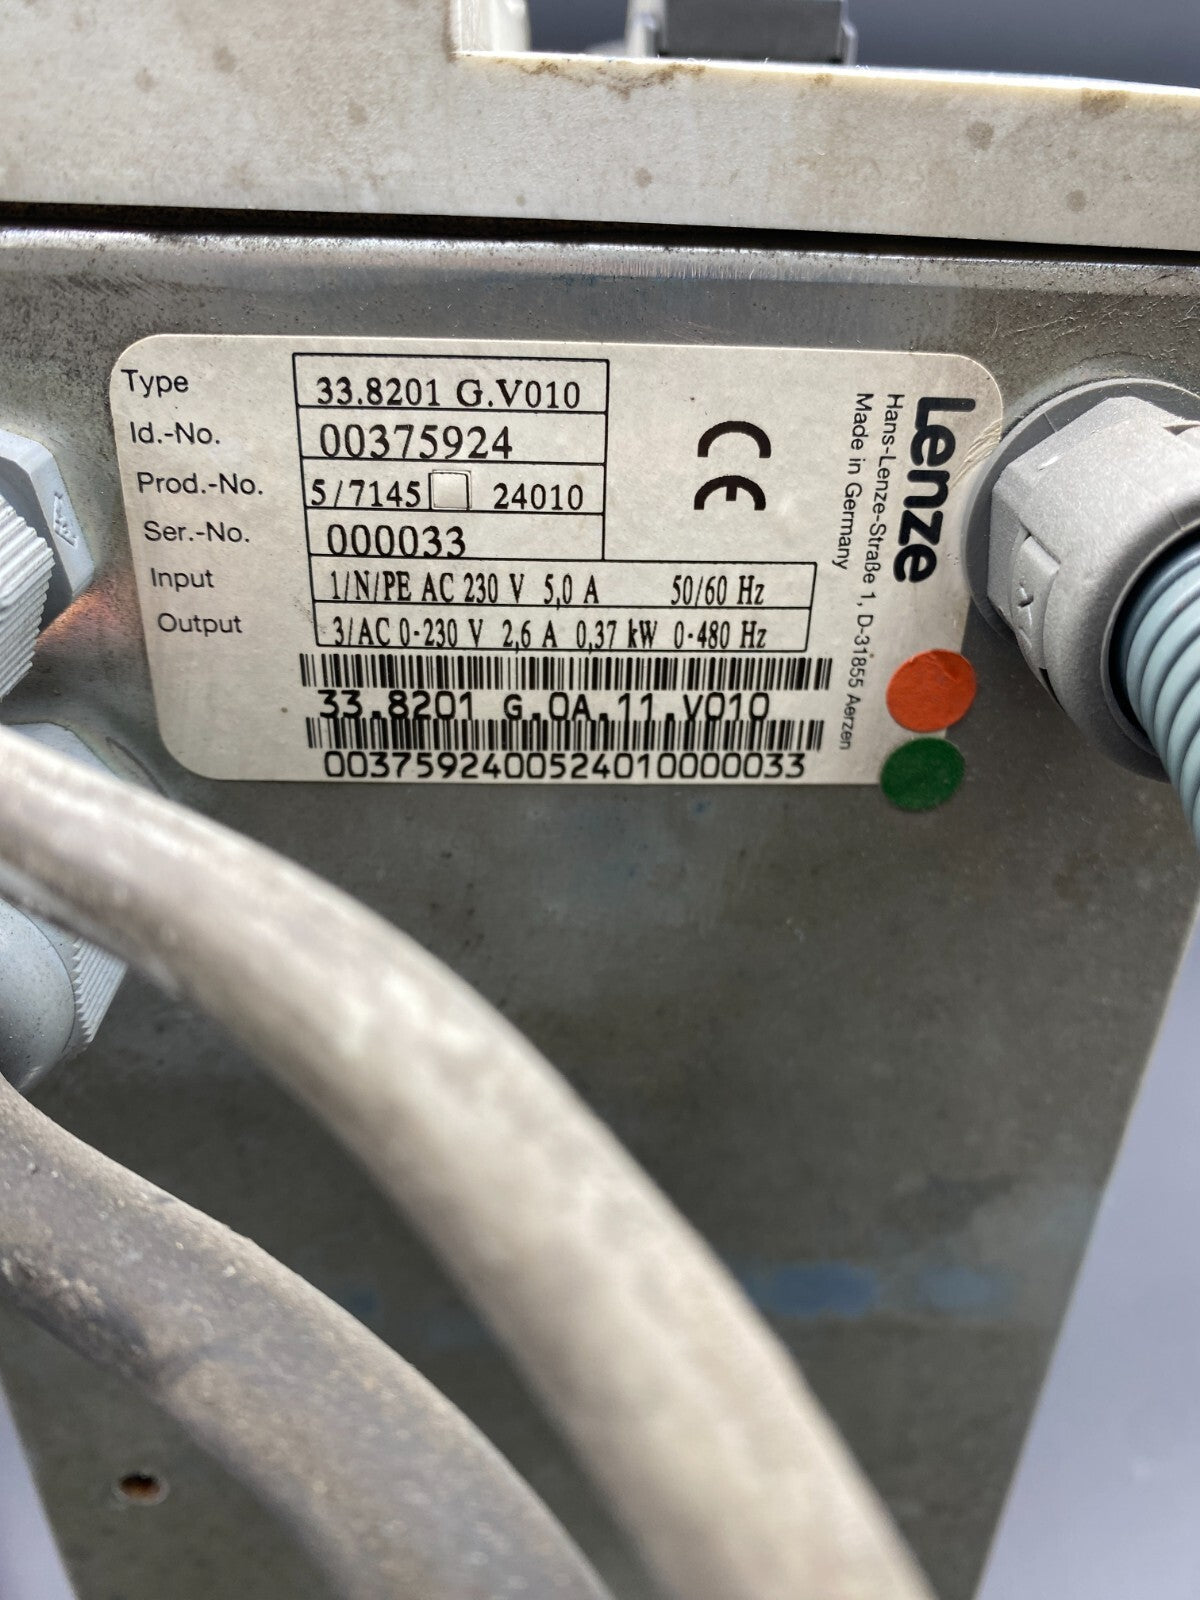 Type 33.8201 G.V010
Id.-No. 00375924
Prod.-No. 5/7145 24010
Ser.-No. 000033
Input 1/N/PE AC 230 V 5,0 A 50/60 Hz
Output 3/AC 0-230 V 2,6 A 0,37 kW 0-480 Hz
33.8201 G.0A.11.V010
003759240052401000033
CE
Lenze
Hans-Lenze-Straße 1, D-31855 Aerzen
Made in Germany